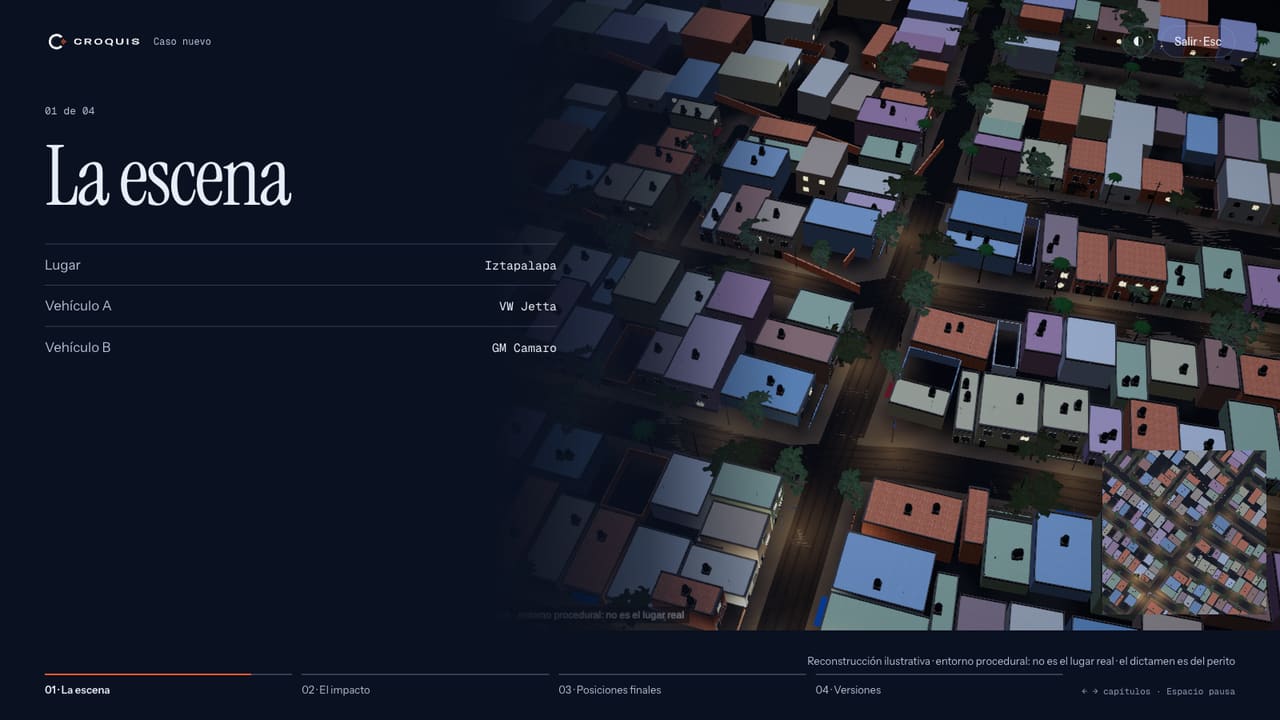 CROQUIS Caso nuevo
Salir·Esc
01 de 04
La escena
Lugar Iztapalapa
Vehículo A VW Jetta
Vehículo B GM Camaro
entorno procedural: no es el lugar real
Reconstrucción ilustrativa·entorno procedural: no es el lugar real·el dictamen es del perito
01·La escena 02·El impacto 03·Posiciones finales 04·Versiones ← → capítulos · Espacio pausa